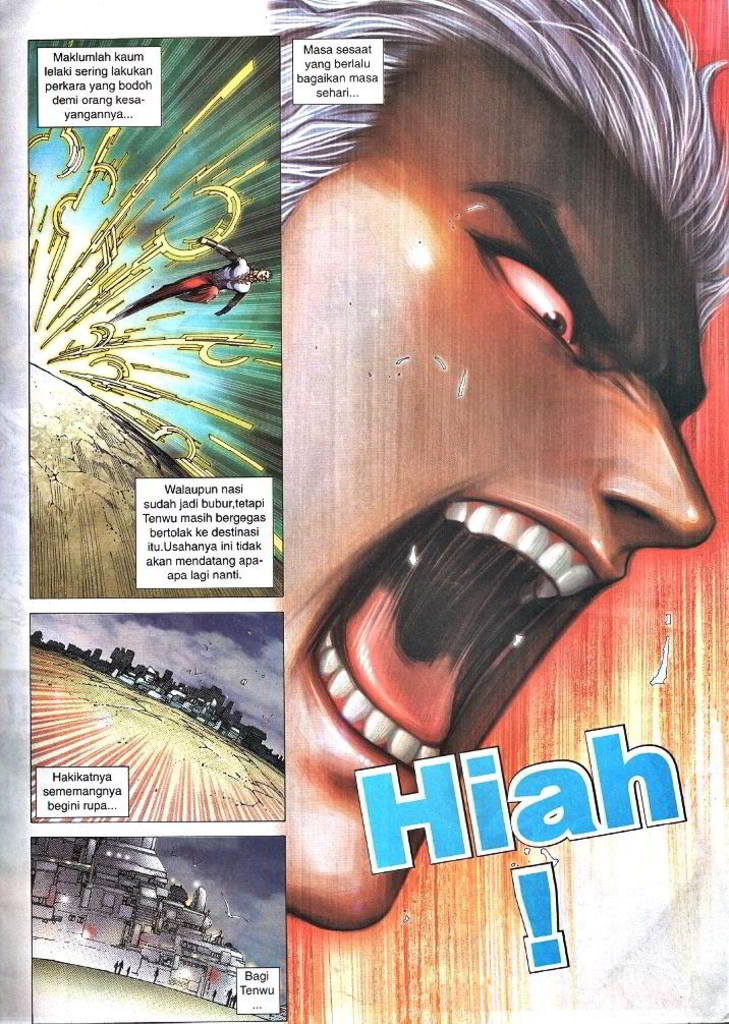 Maklumlah kaum
lelaki sering lakukan
perkara yang bodoh
demi orang kesa-
yangannya...
Walaupun nasi
sudah jadi bubur,tetapi
Tenwu masih bergegas
bertolak ke destinasi
itu.Usahanya ini tidak
akan mendatang apa-
apa lagi nanti.
Hakikatnya
sememangnya
begini rupa...
Bagi
Tenwu
...
Masa sesaat
yang berlalu
bagaikan masa
sehari...
Hiah
!